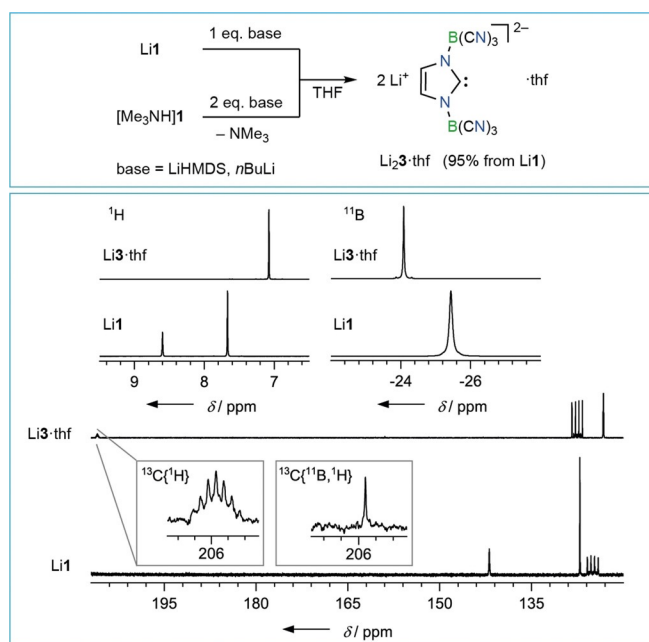 Li1 1 eq. base
THF
[Me₃NH]1 2 eq. base
– NMe₃
base = LiHMDS, nBuLi
B(CN)₃ �2–
2 Li⁺ N : ·thf
N
B(CN)₃
Li₂3·thf (95% from Li1)
¹H ¹¹B
Li3·thf Li3·thf
Li1 Li1
9 8 7 -24 -26
δ / ppm δ / ppm
Li3·thf
¹³C{¹H} ¹³C{¹¹B,¹H}
206 206
Li1
195 180 165 150 135
δ / ppm